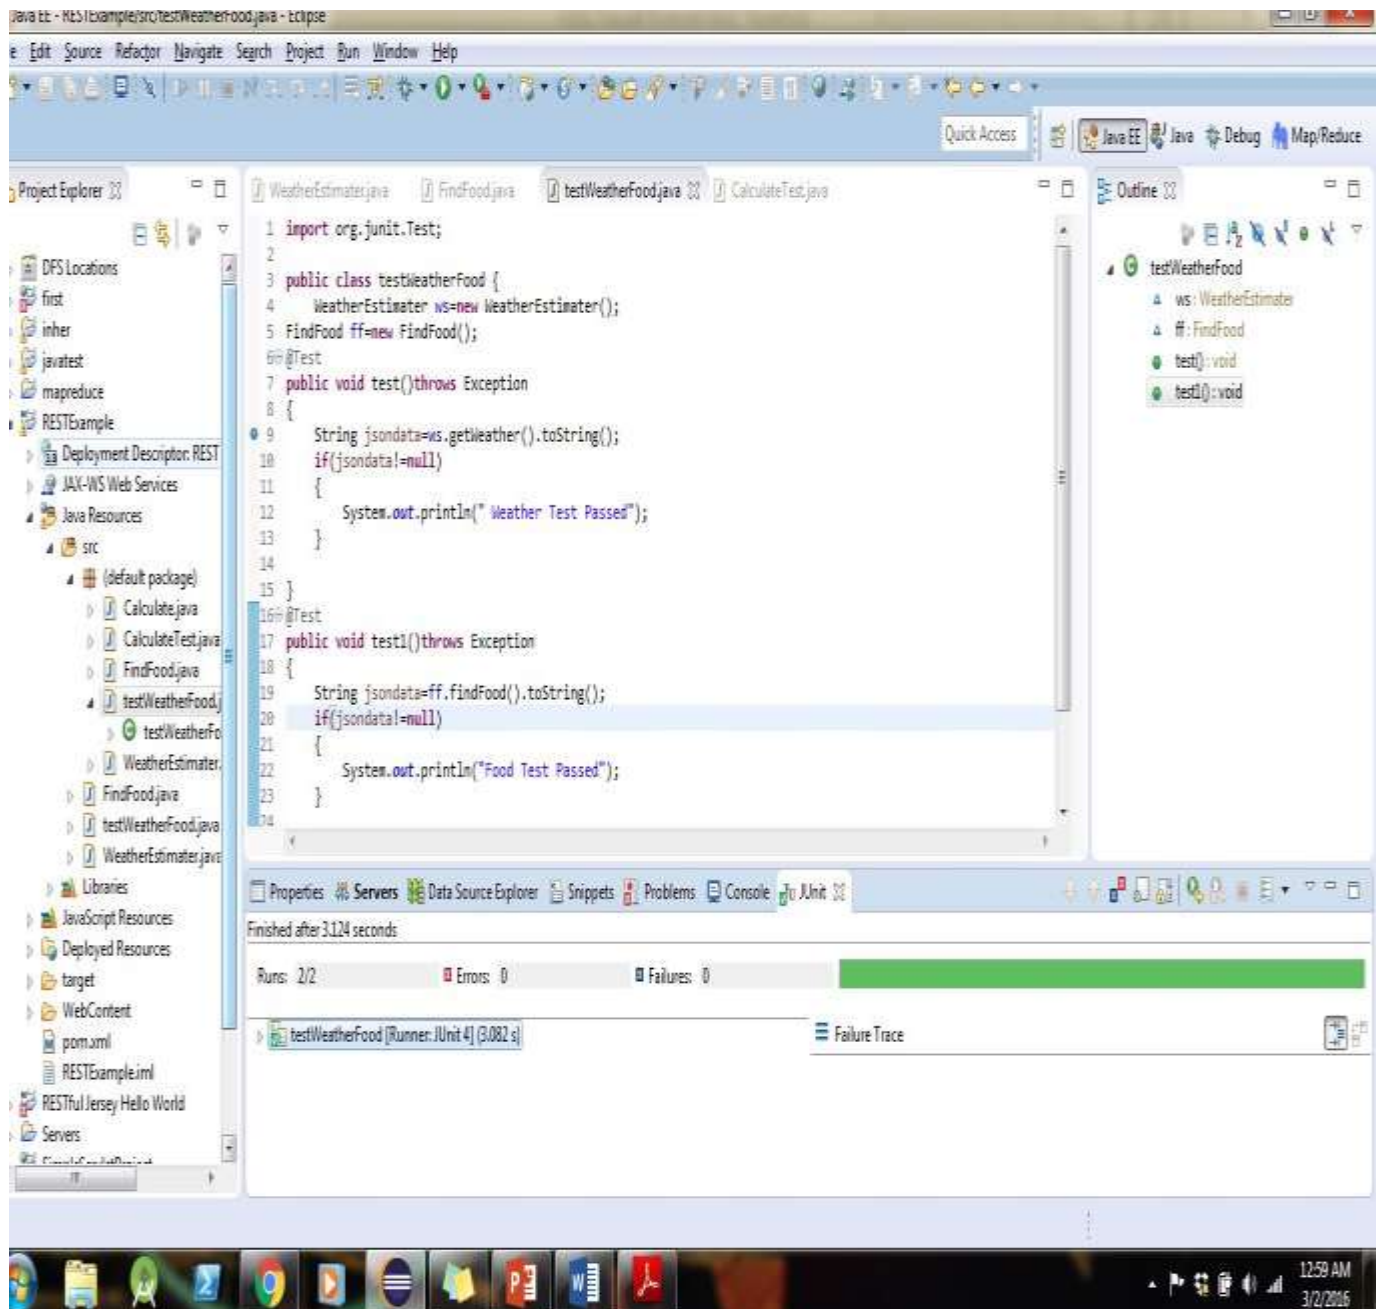 Java EE - RESTExample/src/testWeatherFood.java - Eclipse
e Edit Source Refactor Navigate Search Project Run Window Help
Quick Access Java EE Java Debug Map/Reduce
Project Explorer
DFS Locations
first
inher
javatest
mapreduce
RESTExample
Deployment Descriptor: REST
JAX-WS Web Services
Java Resources
src
(default package)
Calculate.java
CalculateTest.java
FindFood.java
testWeatherFood.j
testWeatherFo
WeatherEstimater.
FindFood.java
testWeatherFood.java
WeatherEstimater.java
Libraries
JavaScript Resources
Deployed Resources
target
WebContent
pom.xml
RESTExample.iml
RESTful Jersey Hello World
Servers
SimpleServletProject
WeatherEstimater.java FindFood.java testWeatherFood.java CalculateTest.java
1 import org.junit.Test;
2
3 public class testWeatherFood {
4 WeatherEstimater ws=new WeatherEstimater();
5 FindFood ff=new FindFood();
6 @Test
7 public void test()throws Exception
8 {
9 String jsondata=ws.getWeather().toString();
10 if(jsondata!=null)
11 {
12 System.out.println(" Weather Test Passed");
13 }
14
15 }
16 @Test
17 public void test1()throws Exception
18 {
19 String jsondata=ff.findFood().toString();
20 if(jsondata!=null)
21 {
22 System.out.println("Food Test Passed");
23 }
24
Outline
testWeatherFood
ws : WeatherEstimater
ff : FindFood
test() : void
test1() : void
Properties Servers Data Source Explorer Snippets Problems Console JUnit
Finished after 3.124 seconds
Runs: 2/2 Errors: 0 Failures: 0
testWeatherFood [Runner: JUnit 4] (3.082 s)
Failure Trace
12:59 AM
3/2/2016